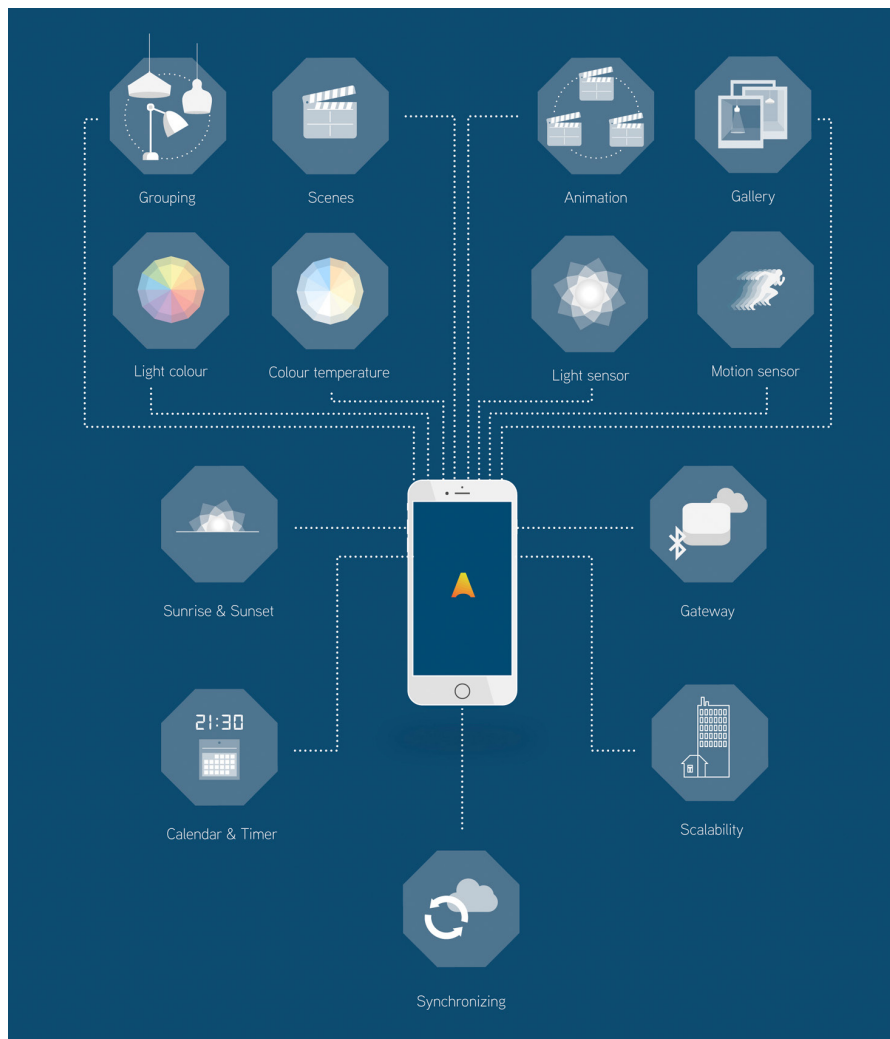 Grouping
Scenes
Animation
Gallery
Light colour
Colour temperature
Light sensor
Motion sensor
Sunrise & Sunset
Gateway
21:30
Calendar & Timer
Scalability
Synchronizing